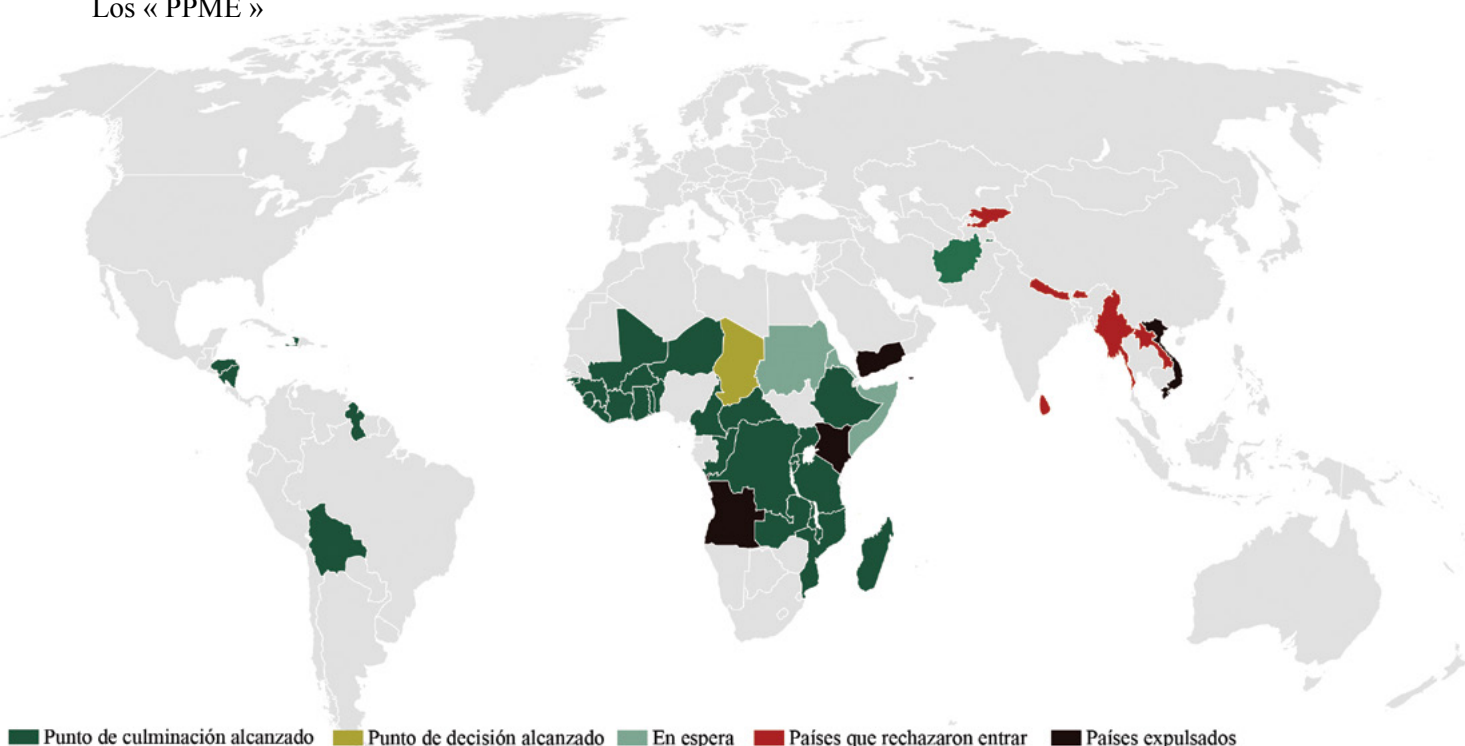 Los « PPME »
Punto de culminación alcanzado
Punto de decisión alcanzado
En espera
Países que rechazaron entrar
Países expulsados